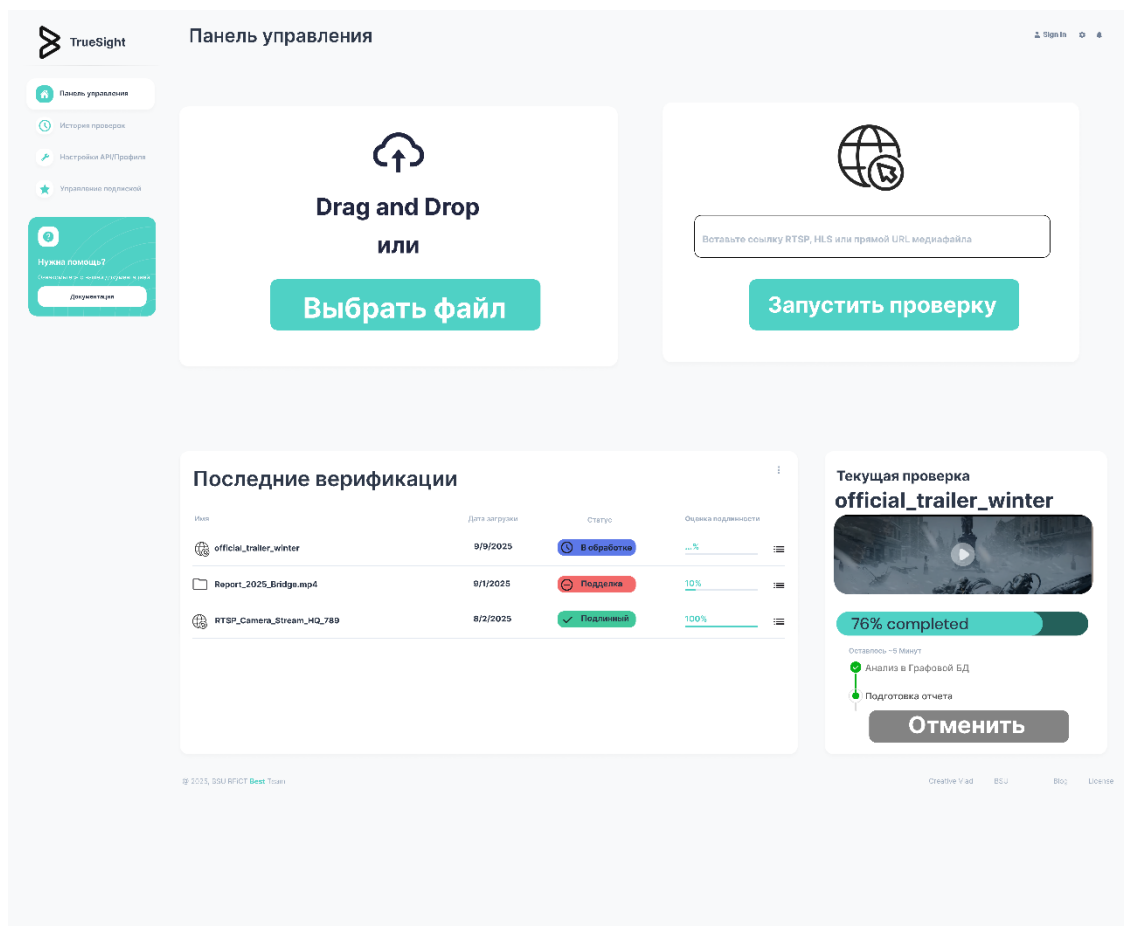 TrueSight
Панель управления
Sign In
Панель управления
История проверок
Настройки API/Профиля
Управление подпиской
Нужна помощь?
Документация
Drag and Drop
или
Выбрать файл
Вставьте ссылку RTSP, HLS или прямой URL медиафайла
Запустить проверку
Последние верификации
Имя Дата загрузки Статус Оценка подлинности
official_trailer_winter 9/9/2025 В обработке ...%
Report_2025_Bridge.mp4 9/1/2025 Подделка 10%
RTSP_Camera_Stream_HQ_789 8/2/2025 Подлинный 100%
Текущая проверка
official_trailer_winter
76% completed
Оставлось ~5 Минут
Анализ в Графовой БД
Подготовка отчета
Отменить
@ 2025, BSU RFICT Best Team
Creative Vlad BSU Blog License